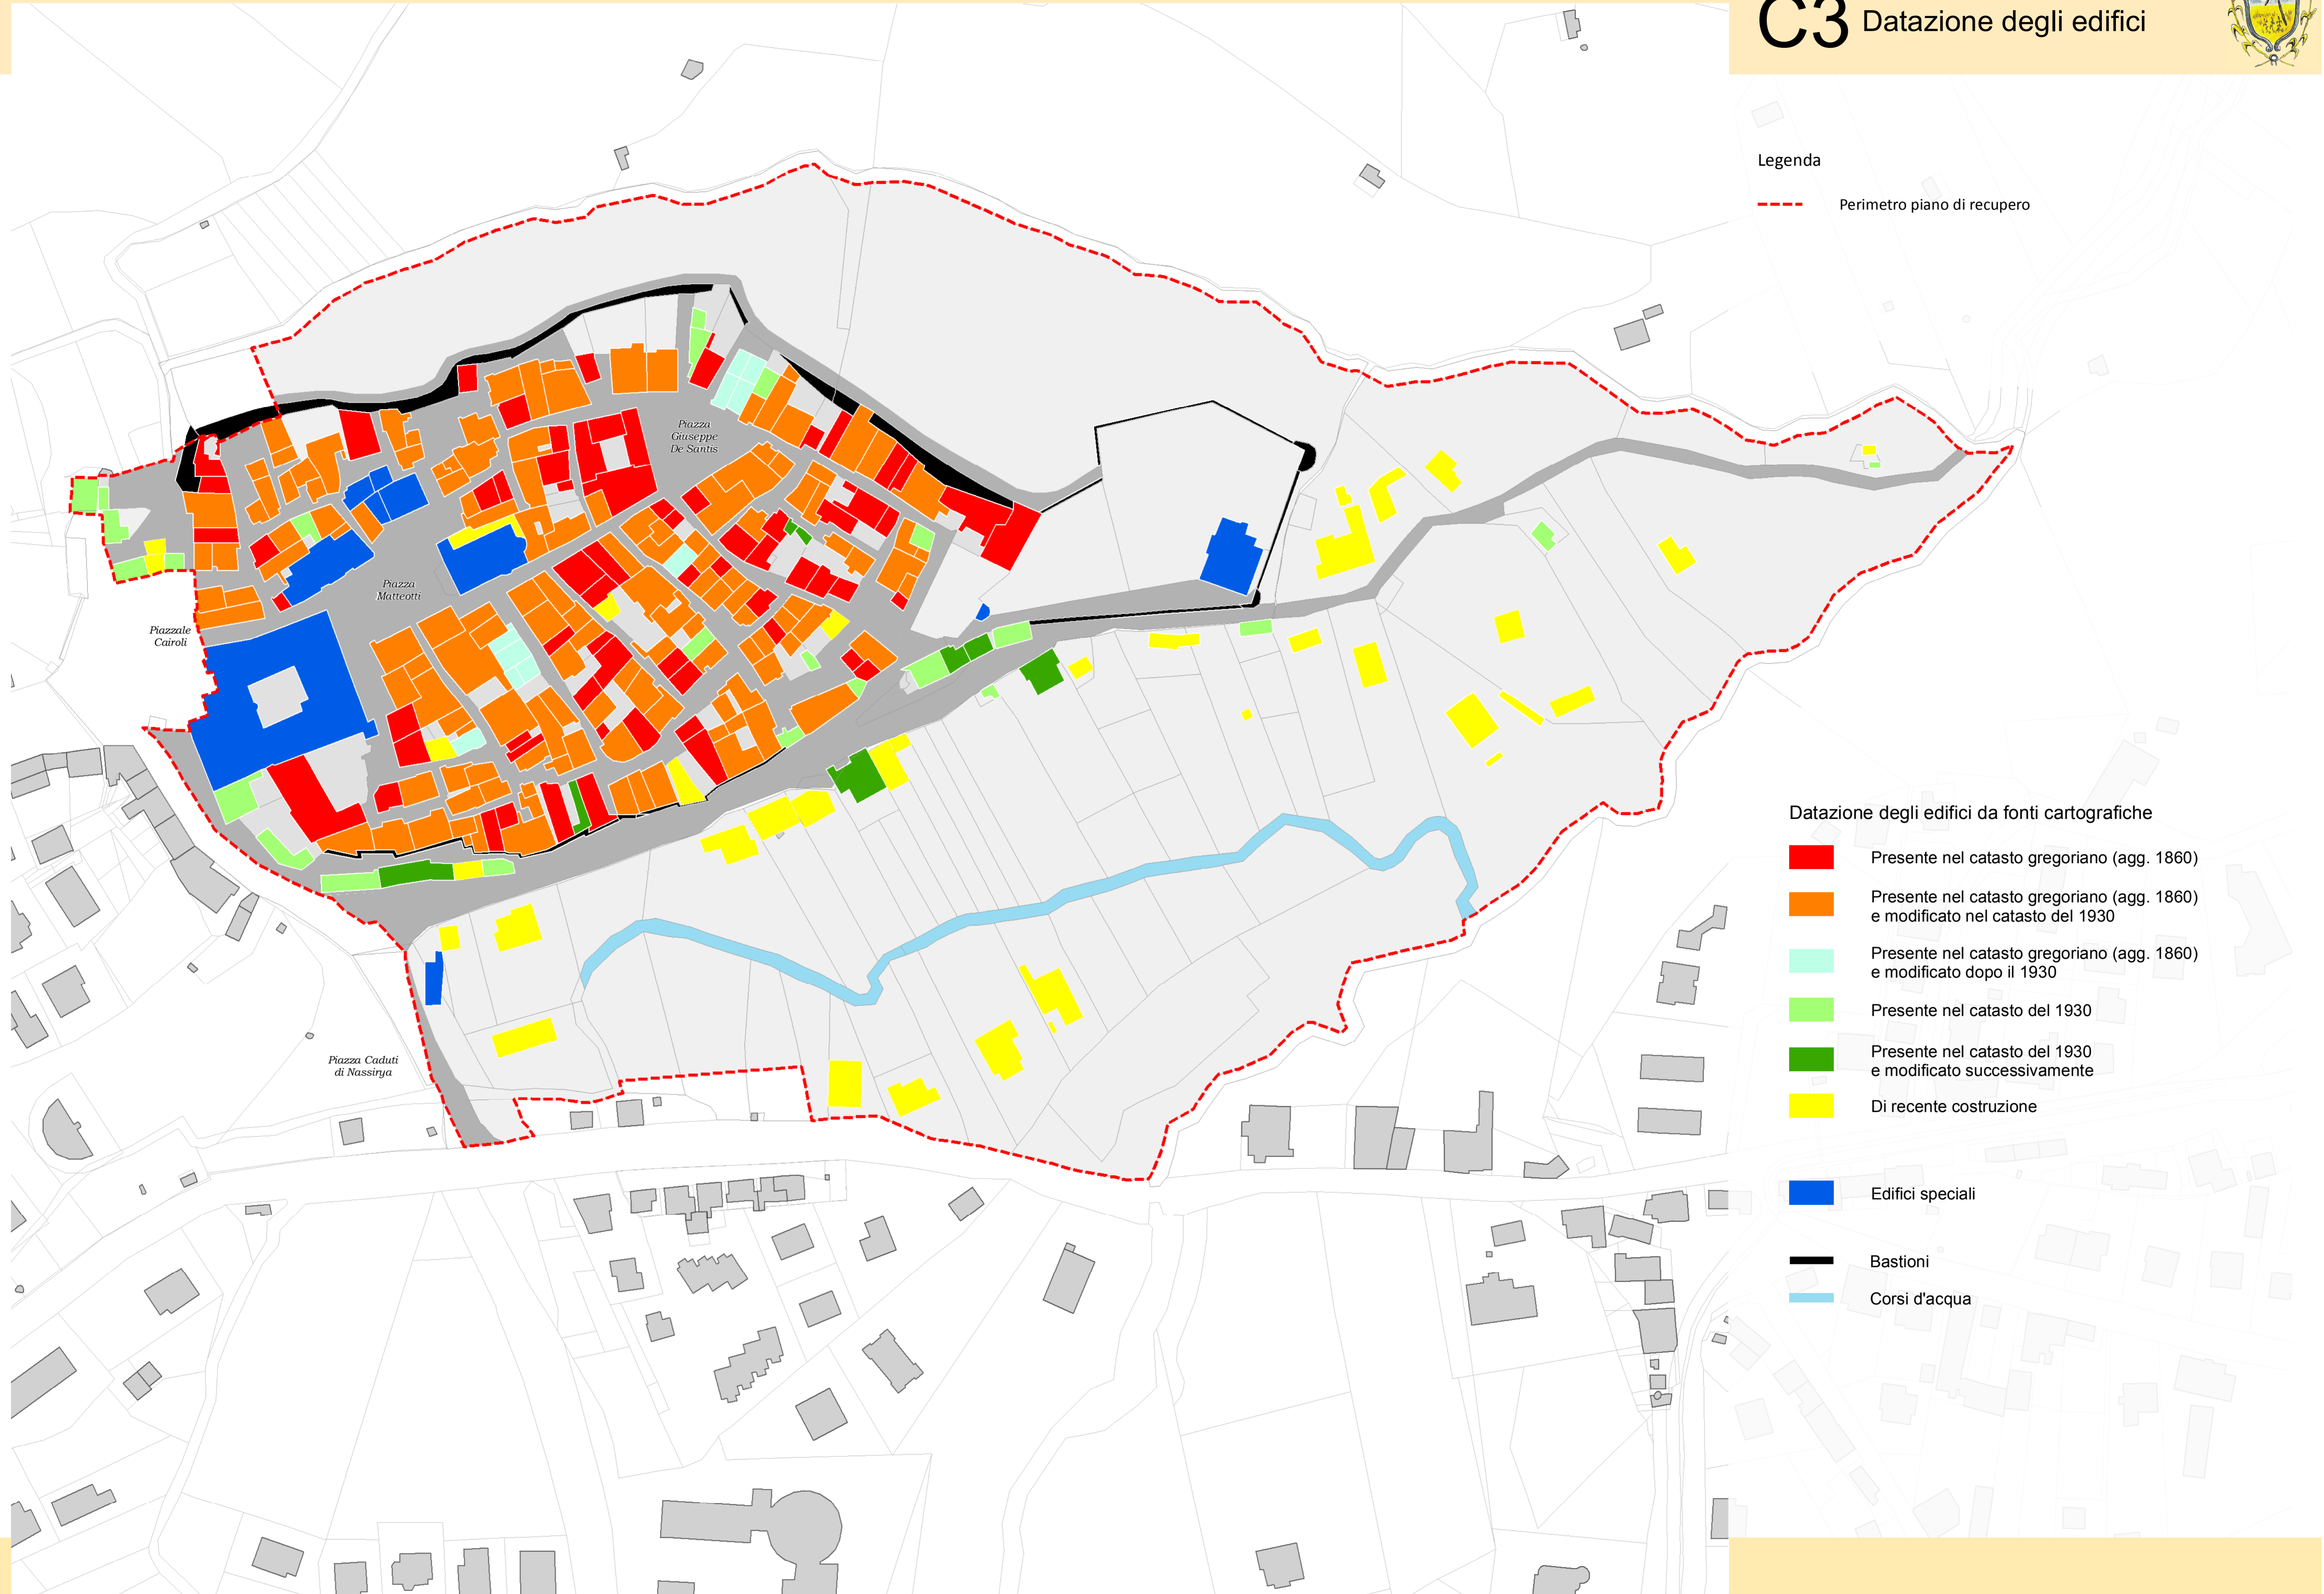 C3 Datazione degli edifici
Legenda
Perimetro piano di recupero
Piazza
Giuseppe
De Santis
Piazza
Matteotti
Piazzale
Cairoli
Piazza Caduti
di Nassirya
Datazione degli edifici da fonti cartografiche
Presente nel catasto gregoriano (agg. 1860)
Presente nel catasto gregoriano (agg. 1860)
e modificato nel catasto del 1930
Presente nel catasto gregoriano (agg. 1860)
e modificato dopo il 1930
Presente nel catasto del 1930
Presente nel catasto del 1930
e modificato successivamente
Di recente costruzione
Edifici speciali
Bastioni
Corsi d'acqua